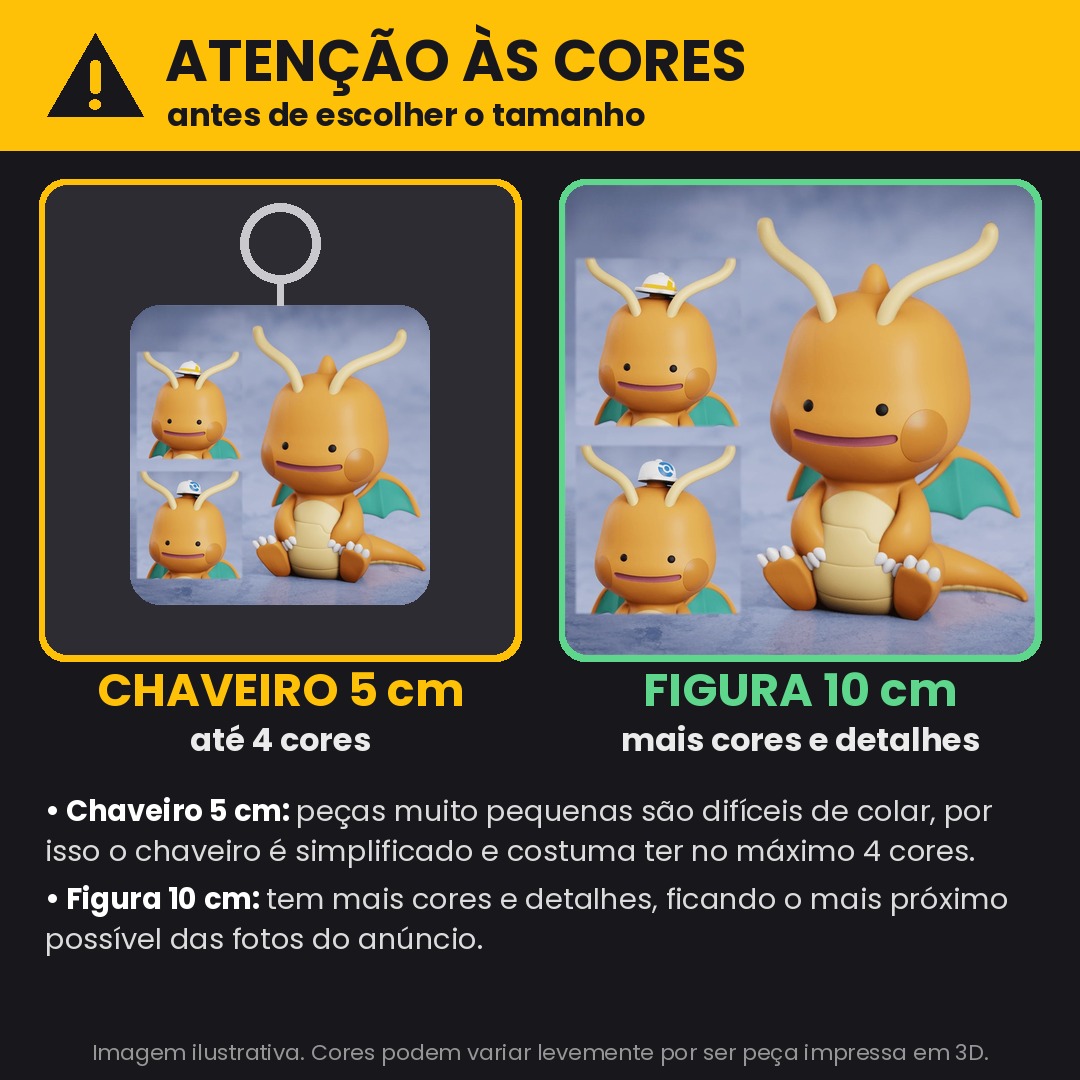 ATENÇÃO ÀS CORES
antes de escolher o tamanho
CHAVEIRO 5 cm
até 4 cores
FIGURA 10 cm
mais cores e detalhes
• Chaveiro 5 cm: peças muito pequenas são difíceis de colar, por
isso o chaveiro é simplificado e costuma ter no máximo 4 cores.
• Figura 10 cm: tem mais cores e detalhes, ficando o mais próximo
possível das fotos do anúncio.
Imagem ilustrativa. Cores podem variar levemente por ser peça impressa em 3D.